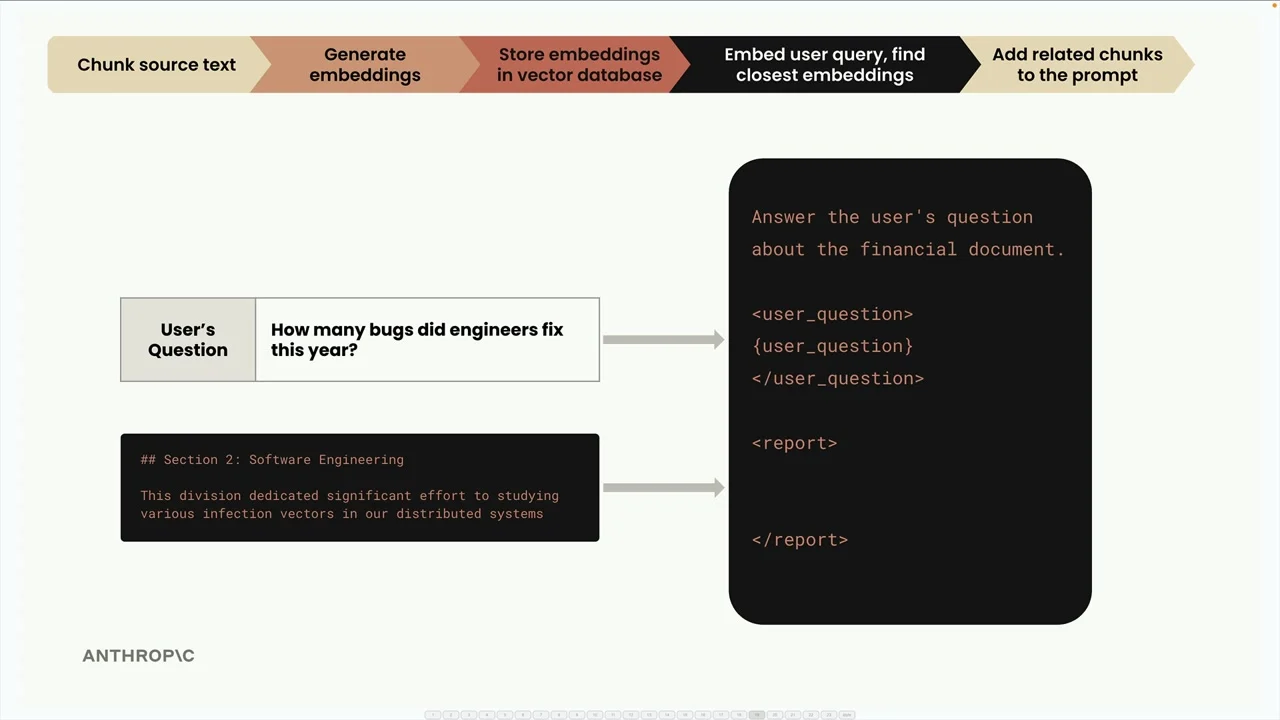 Chunk source text
Generate
embeddings
Store embeddings
in vector database
Embed user query, find
closest embeddings
Add related chunks
to the prompt
User’s
Question
How many bugs did engineers fix
this year?
## Section 2: Software Engineering
This division dedicated significant effort to studying
various infection vectors in our distributed systems
Answer the user's question
about the financial document.
<user_question>
{user_question}
</user_question>
<report>
</report>
ANTHROP\C